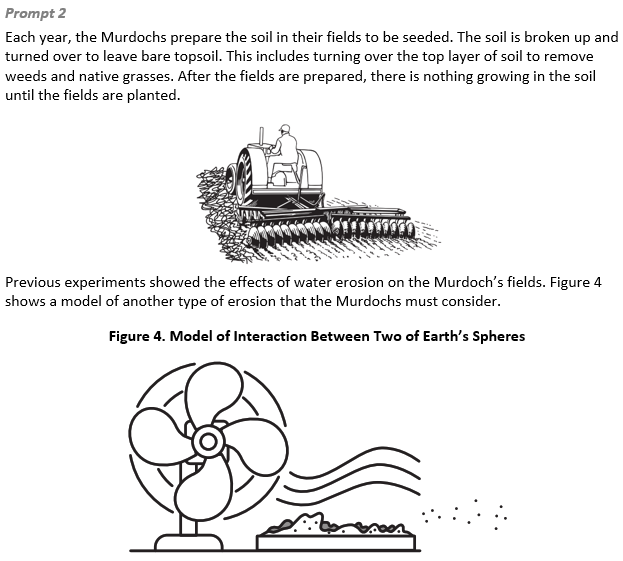 Prompt 2
Each year, the Murdochs prepare the soil in their fields to be seeded. The soil is broken up and
turned over to leave bare topsoil. This includes turning over the top layer of soil to remove
weeds and native grasses. After the fields are prepared, there is nothing growing in the soil
until the fields are planted.
Previous experiments showed the effects of water erosion on the Murdoch’s fields. Figure 4
shows a model of another type of erosion that the Murdochs must consider.
Figure 4. Model of Interaction Between Two of Earth’s Spheres